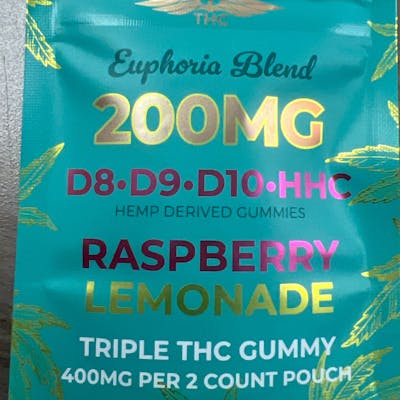 THC
Euphoria Blend
200MG
D8•D9•D10•HHC
HEMP DERIVED GUMMIES
RASPBERRY
LEMONADE
TRIPLE THC GUMMY
400MG PER 2 COUNT POUCH